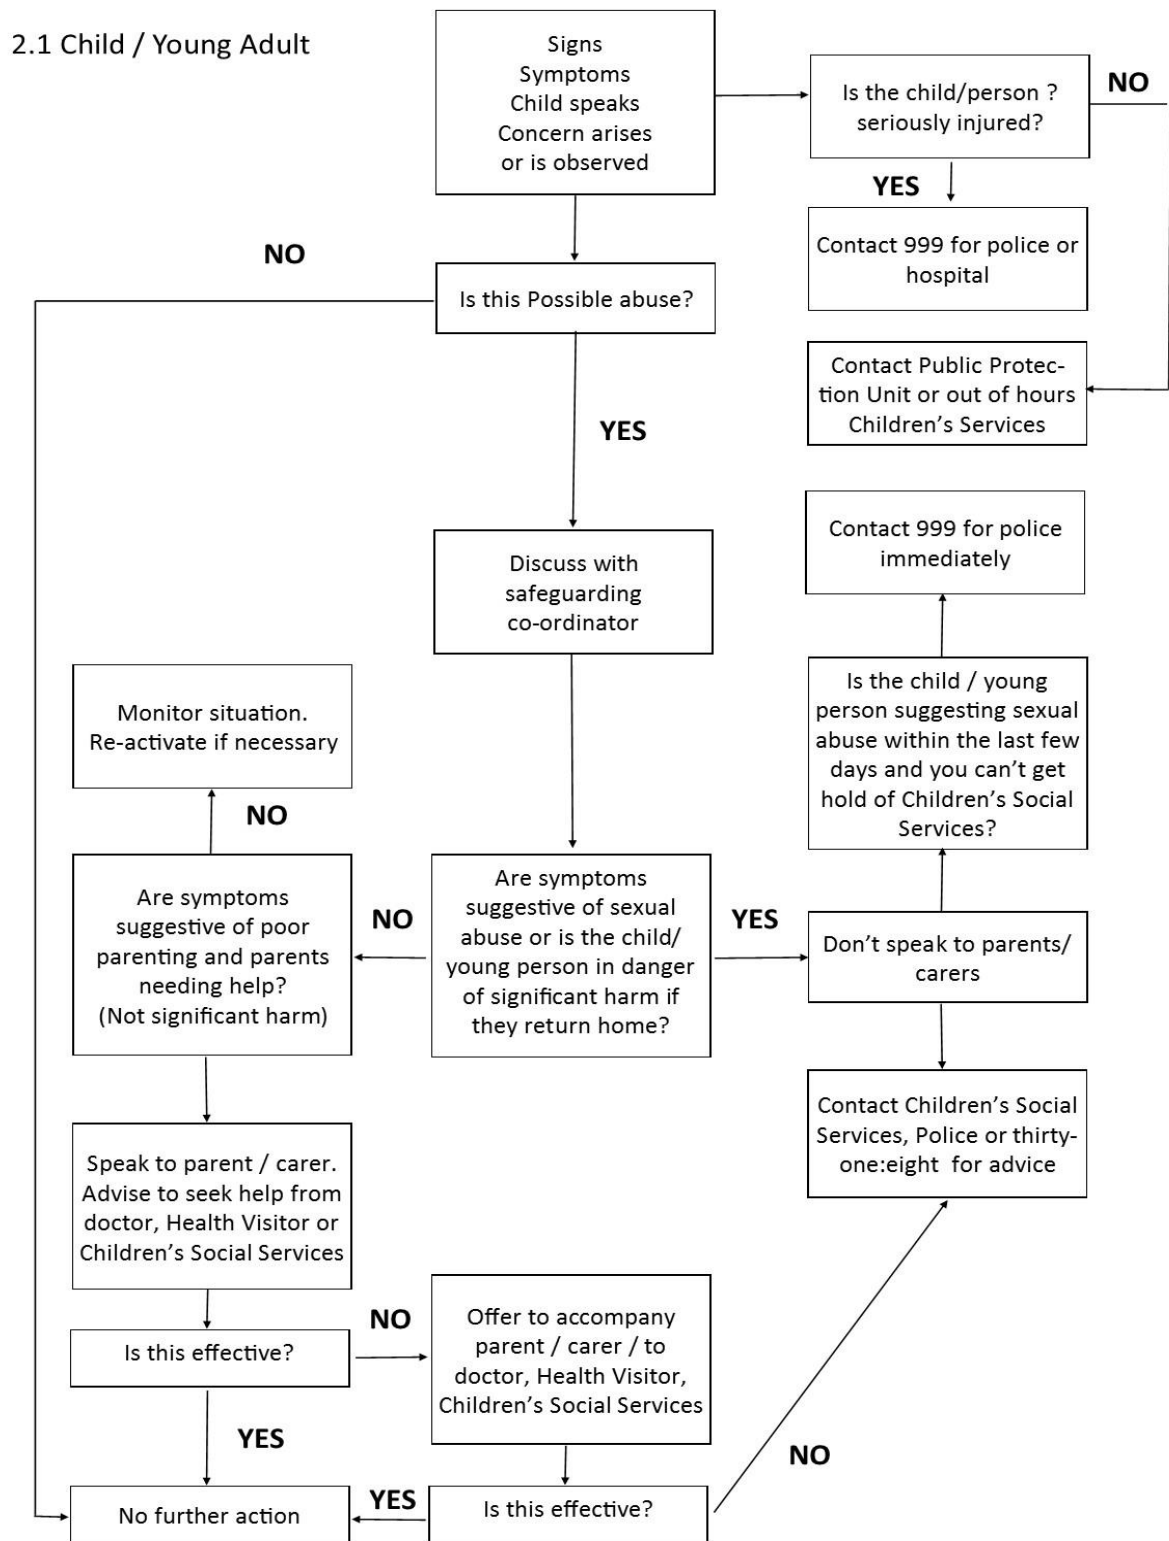 2.1 Child / Young Adult
Signs
Symptoms
Child speaks
Concern arises
or is observed
Is the child/person ?
seriously injured?
NO
YES
Contact 999 for police or
hospital
NO
Is this Possible abuse?
Contact Public Protec-
tion Unit or out of hours
Children’s Services
YES
Contact 999 for police
immediately
Discuss with
safeguarding
co-ordinator
Is the child / young
person suggesting sexual
abuse within the last few
days and you can’t get
hold of Children’s Social
Services?
Monitor situation.
Re-activate if necessary
NO
Are symptoms
suggestive of poor
parenting and parents
needing help?
(Not significant harm)
NO
Are symptoms
suggestive of sexual
abuse or is the child/
young person in danger
of significant harm if
they return home?
YES
Don’t speak to parents/
carers
Contact Children’s Social
Services, Police or thirty-
one:eight  for advice
Speak to parent / carer.
Advise to seek help from
doctor, Health Visitor or
Children’s Social Services
Is this effective?
NO
Offer to accompany
parent / carer / to
doctor, Health Visitor,
Children’s Social Services
YES
NO
No further action
YES
Is this effective?